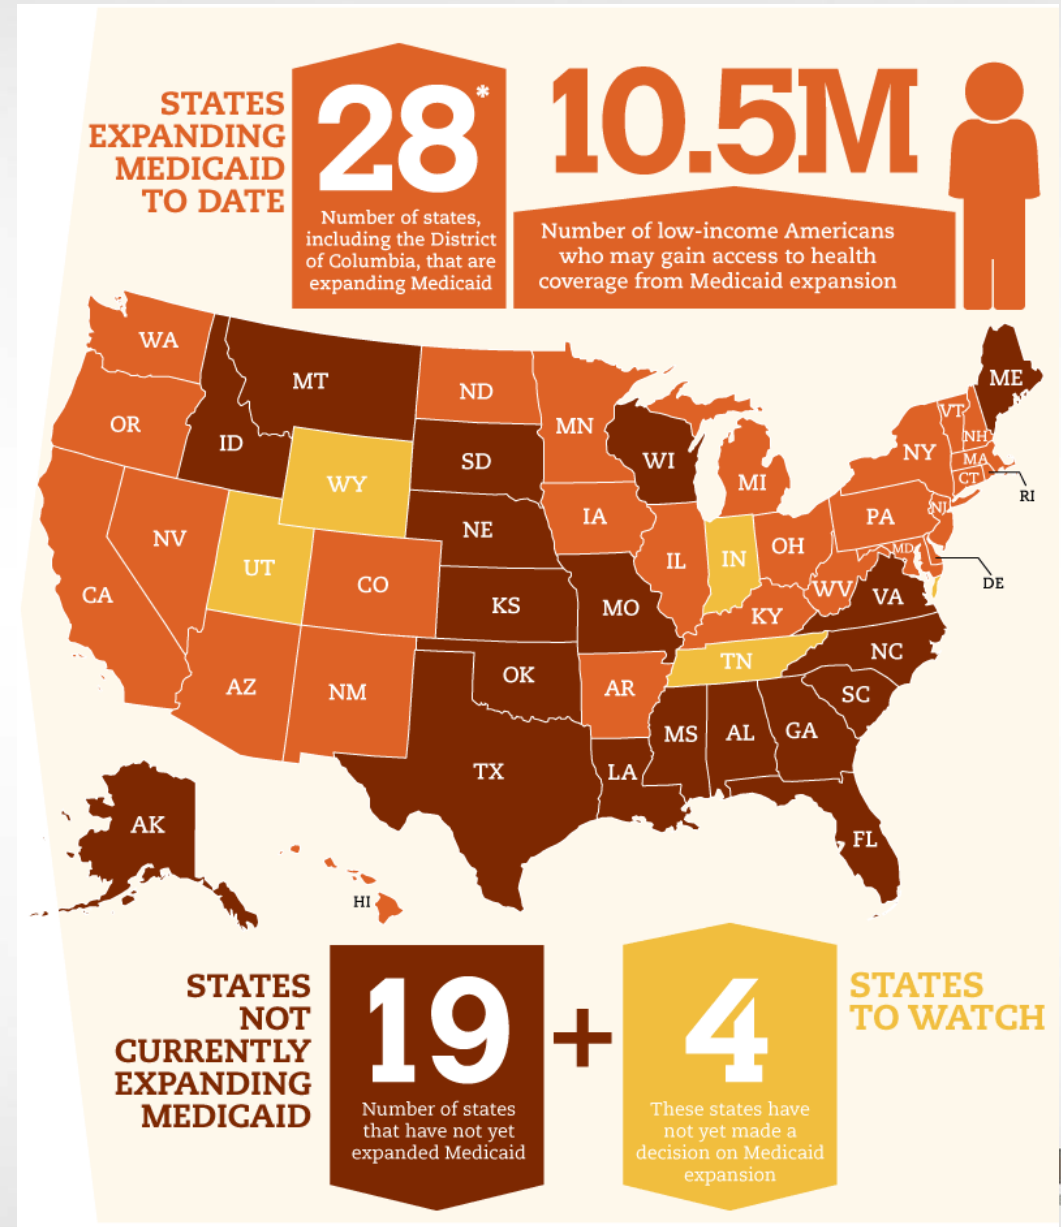 STATES
EXPANDING
MEDICAID
TO DATE
28*
Number of states,
including the District
of Columbia, that are
expanding Medicaid
10.5M
Number of low-income Americans
who may gain access to health
coverage from Medicaid expansion
WA
MT
ND
MN
ME
OR
ID
SD
WI
VT
NH
NY
MA
CT
RI
WY
MI
NV
NE
IA
PA
NJ
UT
CO
IL
IN
OH
MD
DE
CA
KS
MO
WV
VA
KY
AZ
NM
OK
AR
TN
NC
SC
MS
AL
GA
TX
LA
AK
FL
HI
STATES
NOT
CURRENTLY
EXPANDING
MEDICAID
19
Number of states
that have not yet
expanded Medicaid
+
4
These states have
not yet made a
decision on Medicaid
expansion
STATES
TO WATCH